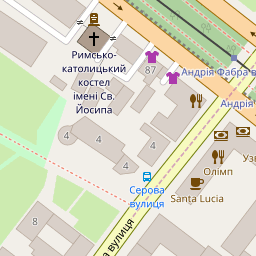 Римсько-
католицький
костел
імені Св.
Йосипа
87
Андрія Фабра в
Андрія
4
4
4
4
Олімп
Santa Lucia
Серова
вулиця
вулиця
8